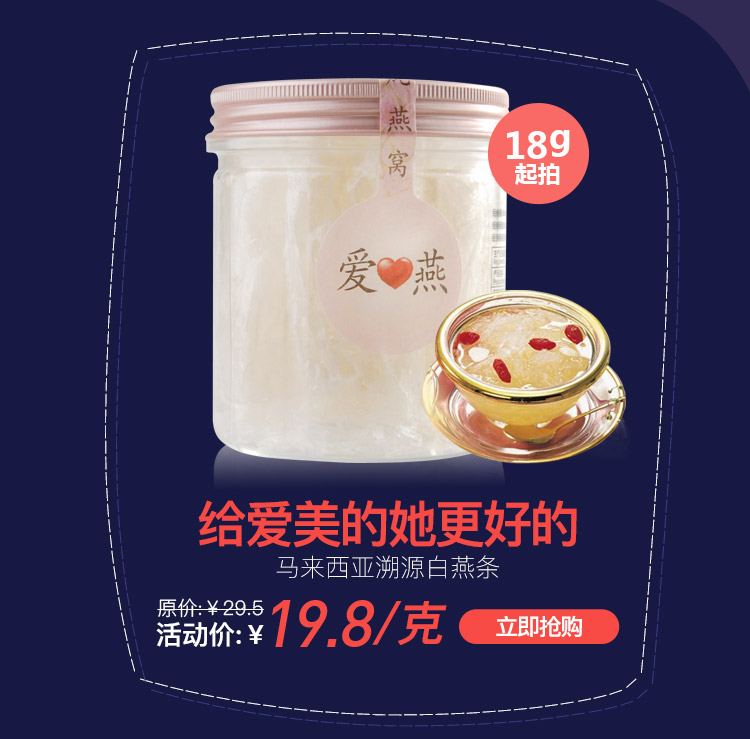 燕
窝
18g
起拍
爱❤燕
给爱美的她更好的
马来西亚溯源白燕条
原价:￥29.5
活动价:￥19.8/克
立即抢购